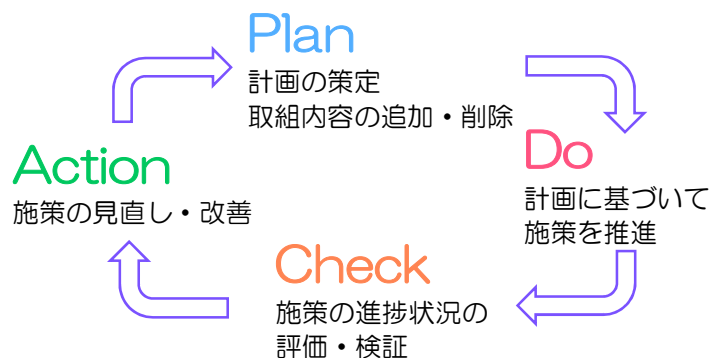 Plan
計画の策定
取組内容の追加・削除
Do
計画に基づいて
施策を推進
Check
施策の進捗状況の
評価・検証
Action
施策の見直し・改善